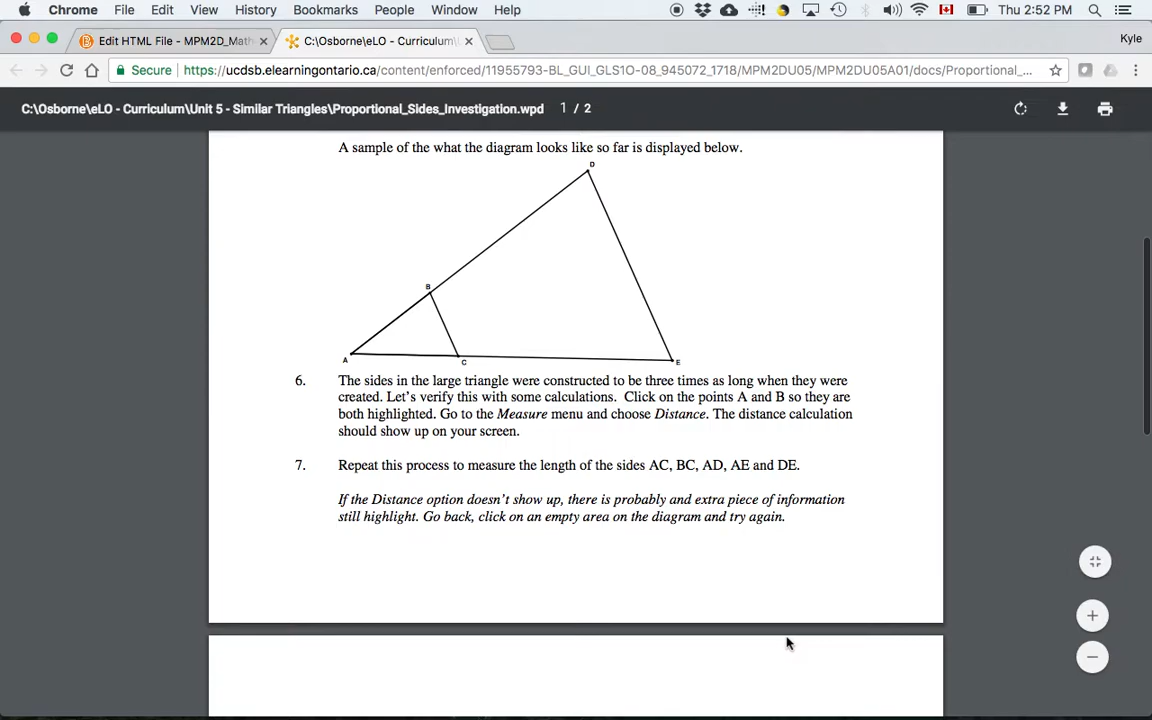 Chrome File Edit View History Bookmarks People Window Help Thu 2:52 PM
Edit HTML File - MPM2D_Math C:\Osborne\eLO - Curriculum\ Kyle
Secure https://ucdsb.elearningontario.ca/content/enforced/11955793-BL_GUI_GLS1O-08_945072_1718/MPM2DU05/MPM2DU05A01/docs/Proportional_...
C:\Osborne\eLO - Curriculum\Unit 5 - Similar Triangles\Proportional_Sides_Investigation.wpd 1 / 2
A sample of the what the diagram looks like so far is displayed below.
D
B
A
C
E
6. The sides in the large triangle were constructed to be three times as long when they were
created. Let's verify this with some calculations. Click on the points A and B so they are
both highlighted. Go to the Measure menu and choose Distance. The distance calculation
should show up on your screen.
7. Repeat this process to measure the length of the sides AC, BC, AD, AE and DE.
If the Distance option doesn't show up, there is probably and extra piece of information
still highlight. Go back, click on an empty area on the diagram and try again.